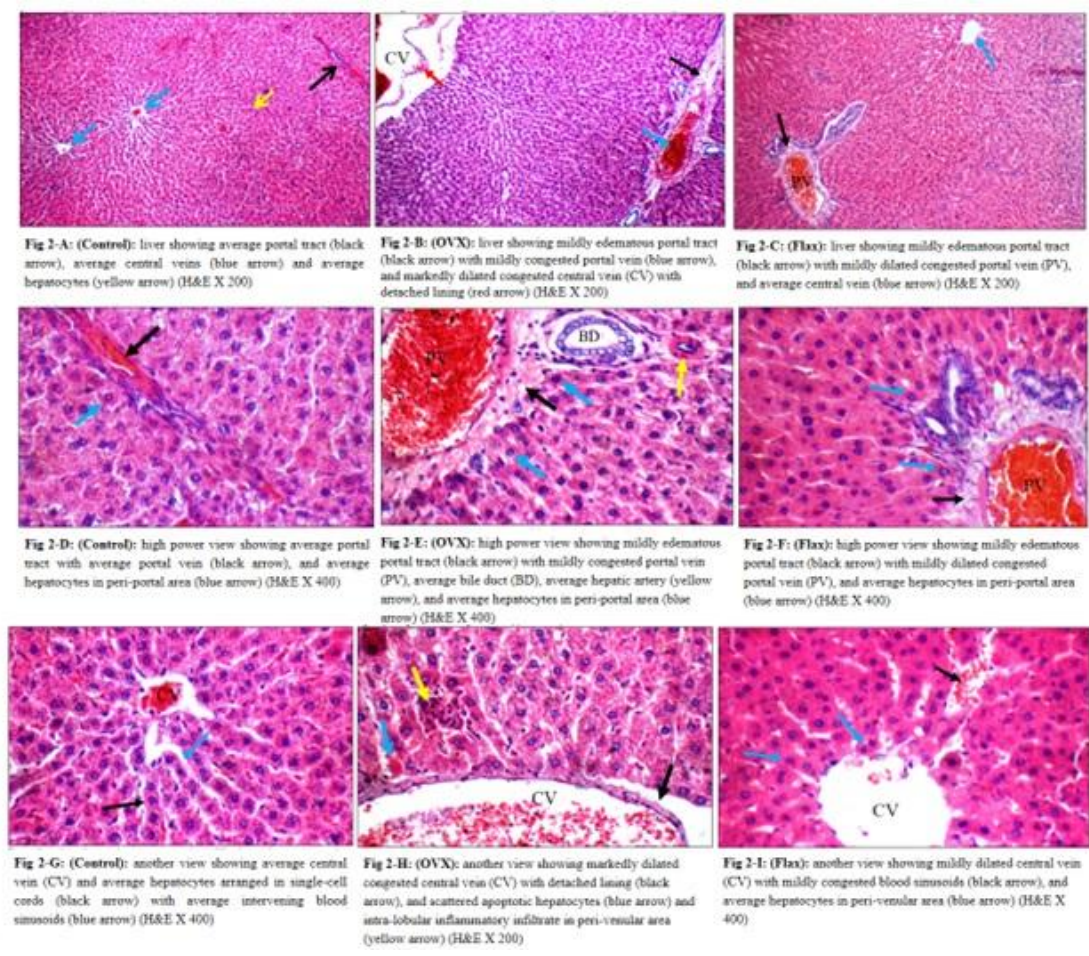 CV
PV
Fig 2-A: (Control): liver showing average portal tract (black
arrow), average central veins (blue arrow) and average
hepatocytes (yellow arrow) (H&E X 200)
Fig 2-B: (OVX): liver showing mildly edematous portal tract
(black arrow) with mildly congested portal vein (blue arrow),
and markedly dilated congested central vein (CV) with
detached lining (red arrow) (H&E X 200)
Fig 2-C: (Flax): liver showing mildly edematous portal tract
(black arrow) with mildly dilated congested portal vein (PV),
and average central vein (blue arrow) (H&E X 200)
PV
BD
PV
Fig 2-D: (Control): high power view showing average portal
tract with average portal vein (black arrow), and average
hepatocytes in peri-portal area (blue arrow) (H&E X 400)
Fig 2-E: (OVX): high power view showing mildly edematous
portal tract (black arrow) with mildly congested portal vein
(PV), average bile duct (BD), average hepatic artery (yellow
arrow), and average hepatocytes in peri-portal area (blue
arrow) (H&E X 400)
Fig 2-F: (Flax): high power view showing mildly edematous
portal tract (black arrow) with mildly dilated congested
portal vein (PV), and average hepatocytes in peri-portal area
(blue arrow) (H&E X 400)
CV
CV
Fig 2-G: (Control): another view showing average central
vein (CV) and average hepatocytes arranged in single-cell
cords (black arrow) with average intervening blood
sinusoids (blue arrow) (H&E X 400)
Fig 2-H: (OVX): another view showing markedly dilated
congested central vein (CV) with detached lining (black
arrow), and scattered apoptotic hepatocytes (blue arrow) and
intra-lobular inflammatory infiltrate in peri-venular area
(yellow arrow) (H&E X 200)
Fig 2-I: (Flax): another view showing mildly dilated central vein
(CV) with mildly congested blood sinusoids (black arrow), and
average hepatocytes in peri-venular area (blue arrow) (H&E X
400)